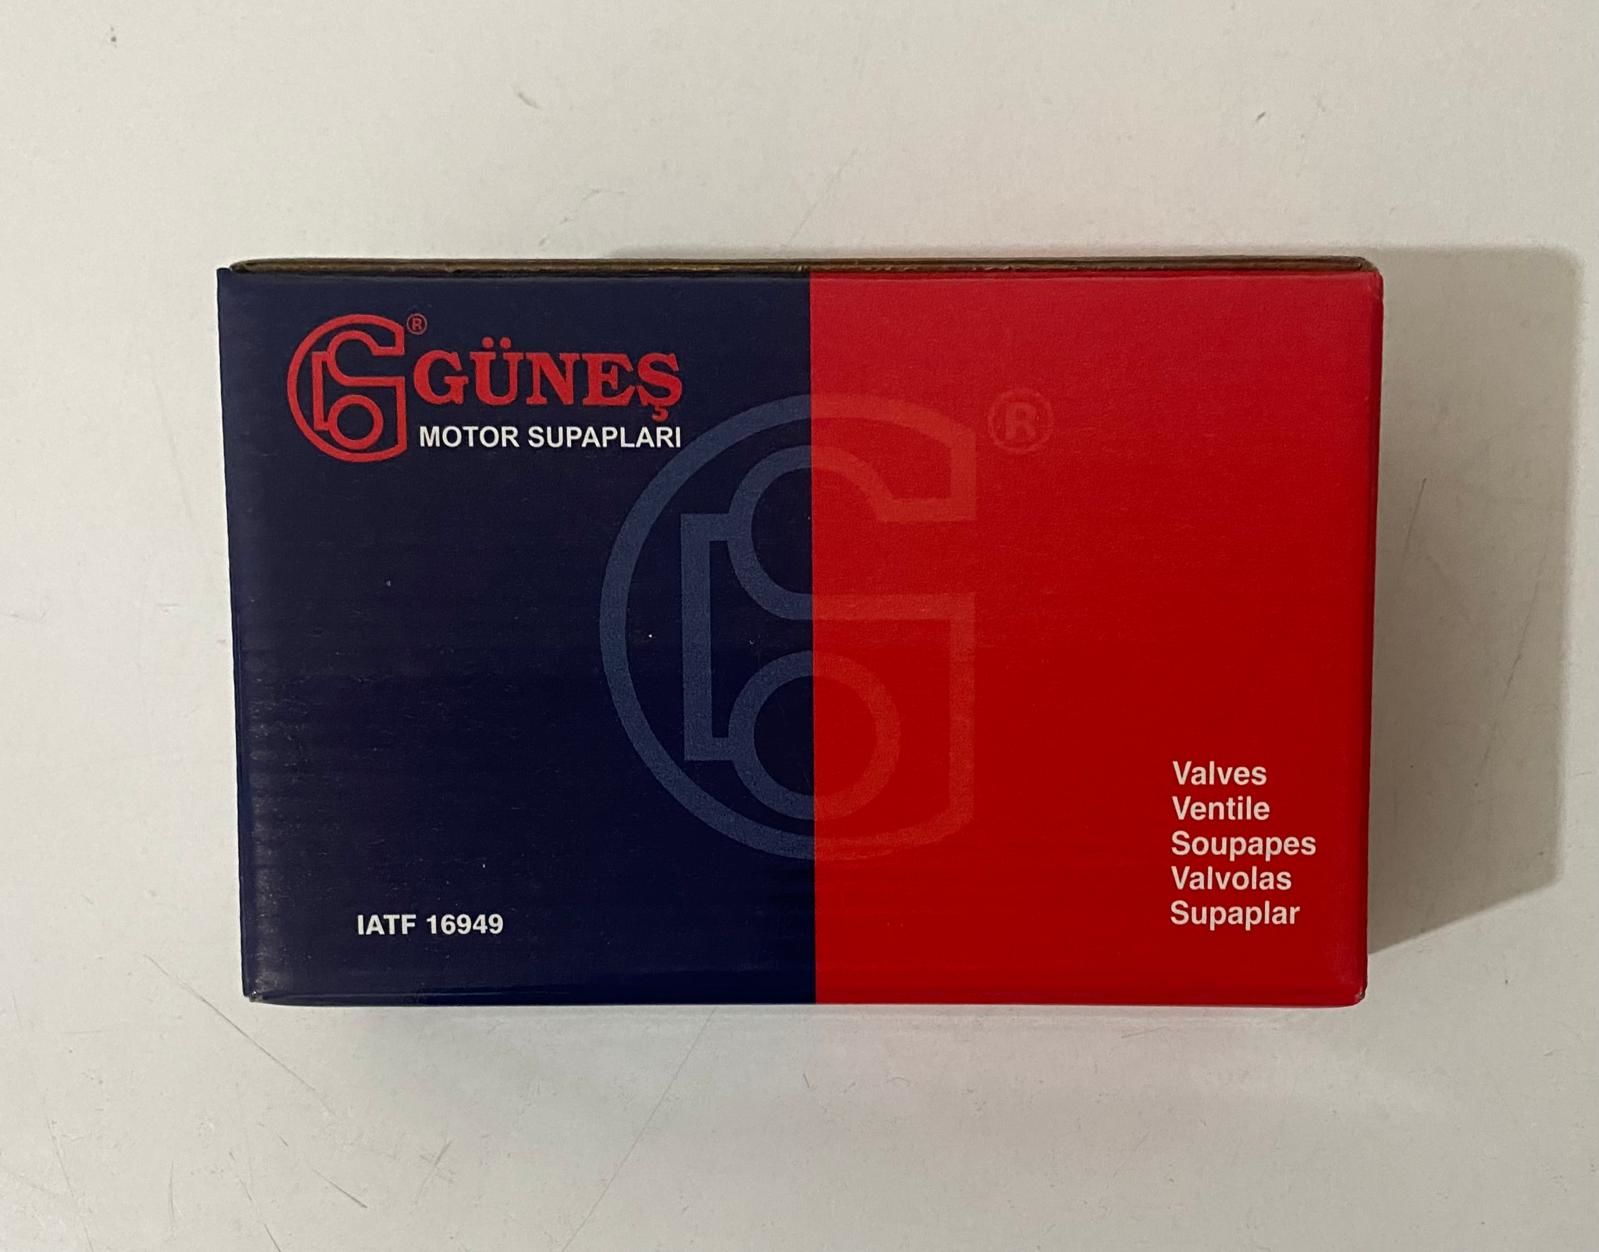 GÜNEŞ
MOTOR SUPAPLARI
IATF 16949
Valves
Ventile
Soupapes
Valvolas
Supaplar